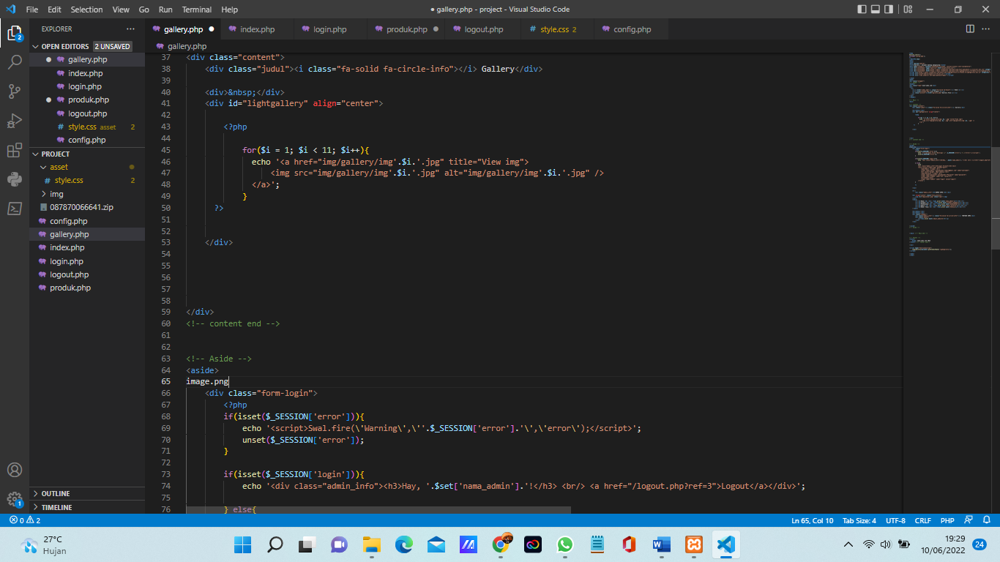 File Edit Selection View Go Run Terminal Help
● gallery.php - project - Visual Studio Code
EXPLORER
OPEN EDITORS 2 UNSAVED
gallery.php
index.php
login.php
produk.php
logout.php
style.css asset 2
config.php
PROJECT
asset
style.css 2
img
087870066641.zip
config.php
gallery.php
index.php
login.php
logout.php
produk.php
OUTLINE
TIMELINE
2
1
gallery.php ● index.php login.php produk.php ● logout.php style.css 2 config.php
gallery.php
37 <div class="content">
38 <div class="judul"><i class="fa-solid fa-circle-info"></i> Gallery</div>
39
40 <div>&nbsp;</div>
41 <div id="lightgallery" align="center">
42
43 <?php
44
45 for($i = 1; $i < 11; $i++){
46 echo '<a href="img/gallery/img'.$i.'.jpg" title="View img">
47 <img src="img/gallery/img'.$i.'.jpg" alt="img/gallery/img'.$i.'.jpg" />
48 </a>';
49 }
50 ?>
51
52
53 </div>
54
55
56
57
58
59 </div>
60 <!-- content end -->
61
62
63 <!-- Aside -->
64 <aside>
65 image.png
66 <div class="form-login">
67 <?php
68 if(isset($_SESSION['error'])){
69 echo '<script>Swal.fire(\'Warning\',\''.$_SESSION['error'].'\',\'error\');</script>';
70 unset($_SESSION['error']);
71 }
72
73 if(isset($_SESSION['login'])){
74 echo '<div class="admin_info"><h3>Hay, '.$set['nama_admin'].'!</h3> <br/> <a href="/logout.php?ref=3">Logout</a></div>';
75
76 } else{
0 2 Ln 65, Col 10 Tab Size: 4 UTF-8 CRLF PHP
27°C
Hujan
19:29
10/06/2022 24